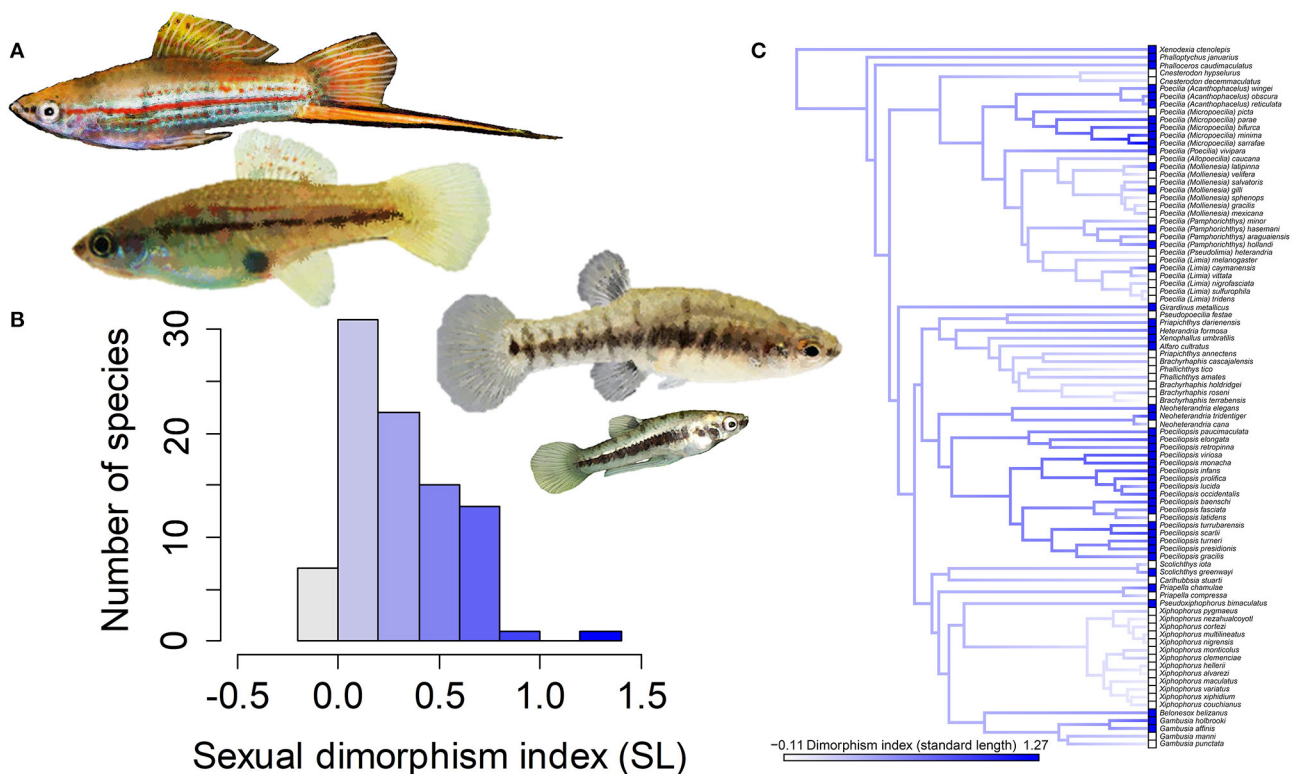 A
B
30
20
10
0
Number of species
-0.5 0.0 0.5 1.0 1.5
Sexual dimorphism index (SL)
C
Xenodexia ctenolepis
Phalloptychus januarius
Phalloceros caudimaculatus
Cnesterodon hypselurus
Cnesterodon decemmaculatus
Poecilia (Acanthophacelus) wingei
Poecilia (Acanthophacelus) obscura
Poecilia (Acanthophacelus) reticulata
Poecilia (Micropoecilia) picta
Poecilia (Micropoecilia) parae
Poecilia (Micropoecilia) bifurca
Poecilia (Micropoecilia) minima
Poecilia (Micropoecilia) sarrafae
Poecilia (Poecilia) vivipara
Poecilia (Allopoecilia) caucana
Poecilia (Mollienesia) latipinna
Poecilia (Mollienesia) velifera
Poecilia (Mollienesia) salvatoris
Poecilia (Mollienesia) gilli
Poecilia (Mollienesia) sphenops
Poecilia (Mollienesia) gracilis
Poecilia (Mollienesia) mexicana
Poecilia (Pamphorichthys) minor
Poecilia (Pamphorichthys) hasemani
Poecilia (Pamphorichthys) araguaiensis
Poecilia (Pamphorichthys) hollandi
Poecilia (Pseudolimia) heterandria
Poecilia (Limia) melanogaster
Poecilia (Limia) caymanensis
Poecilia (Limia) vittata
Poecilia (Limia) nigrofasciata
Poecilia (Limia) sulfurophila
Poecilia (Limia) tridens
Girardinus metallicus
Pseudopoecilia festae
Priapichthys darienensis
Heterandria formosa
Xenophallus umbratilis
Alfaro cultratus
Priapichthys annectens
Brachyrhaphis cascajalensis
Phallichthys tico
Phallichthys amates
Brachyrhaphis holdridgei
Brachyrhaphis roseni
Brachyrhaphis terrabensis
Neoheterandria elegans
Neoheterandria tridentiger
Neoheterandria cana
Poeciliopsis paucimaculata
Poeciliopsis elongata
Poeciliopsis retropinna
Poeciliopsis viriosa
Poeciliopsis monacha
Poeciliopsis infans
Poeciliopsis prolifica
Poeciliopsis lucida
Poeciliopsis occidentalis
Poeciliopsis baenschi
Poeciliopsis fasciata
Poeciliopsis latidens
Poeciliopsis turrubarensis
Poeciliopsis scarlii
Poeciliopsis turneri
Poeciliopsis presidionis
Poeciliopsis gracilis
Scolichthys iota
Scolichthys greenwayi
Carlhubbsia stuarti
Priapella chamulae
Priapella compressa
Pseudoxiphophorus bimaculatus
Xiphophorus pygmaeus
Xiphophorus nezahualcoyotl
Xiphophorus cortezi
Xiphophorus multilineatus
Xiphophorus nigrensis
Xiphophorus monticolus
Xiphophorus clemenciae
Xiphophorus hellerii
Xiphophorus alvarezi
Xiphophorus maculatus
Xiphophorus variatus
Xiphophorus xiphidium
Xiphophorus couchianus
Belonesox belizanus
Gambusia holbrooki
Gambusia affinis
Gambusia manni
Gambusia punctata
−0.11 Dimorphism index (standard length) 1.27